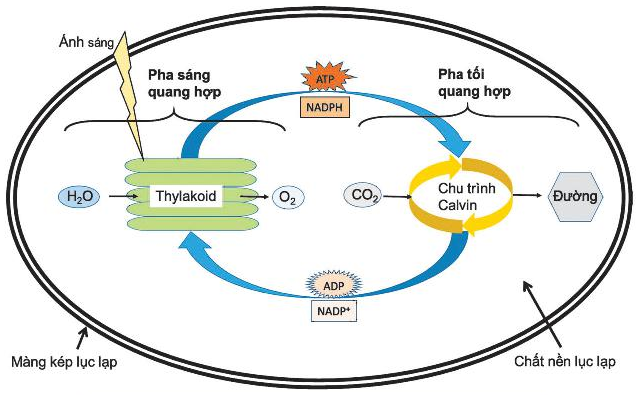 Ánh sáng
Pha sáng
quang hợp
ATP
NADPH
Pha tối
quang hợp
H₂O
Thylakoid
O₂
CO₂
Chu trình
Calvin
Đường
ADP
NADP⁺
Màng kép lục lạp
Chất nền lục lạp